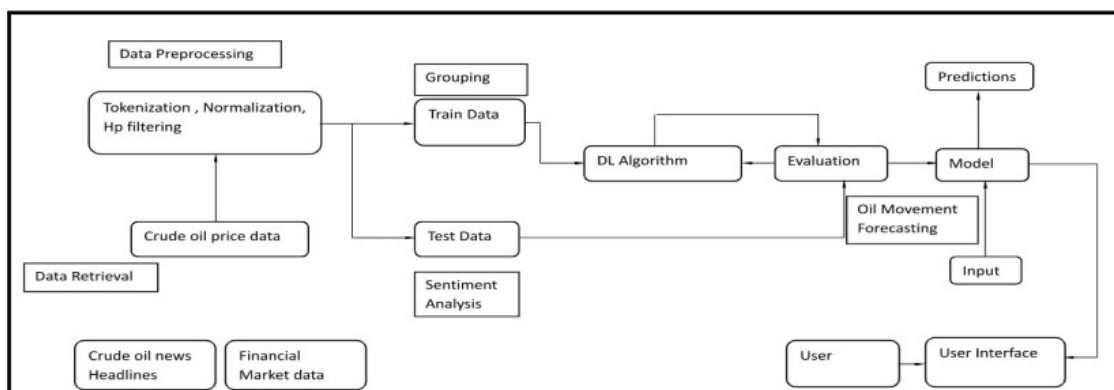 Data Preprocessing
Tokenization , Normalization,
Hp filtering
Grouping
Train Data
Predictions
DL Algorithm
Evaluation
Model
Crude oil price data
Test Data
Oil Movement
Forecasting
Data Retrieval
Sentiment
Analysis
Input
Crude oil news
Headlines
Financial
Market data
User
User Interface